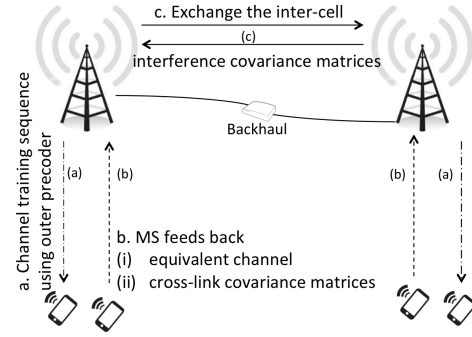 c. Exchange the inter-cell
(c)
interference covariance matrices
Backhaul
a. Channel training sequence
using outer precoder
(a)
(b)
(b)
(a)
b. MS feeds back
(i) equivalent channel
(ii) cross-link covariance matrices